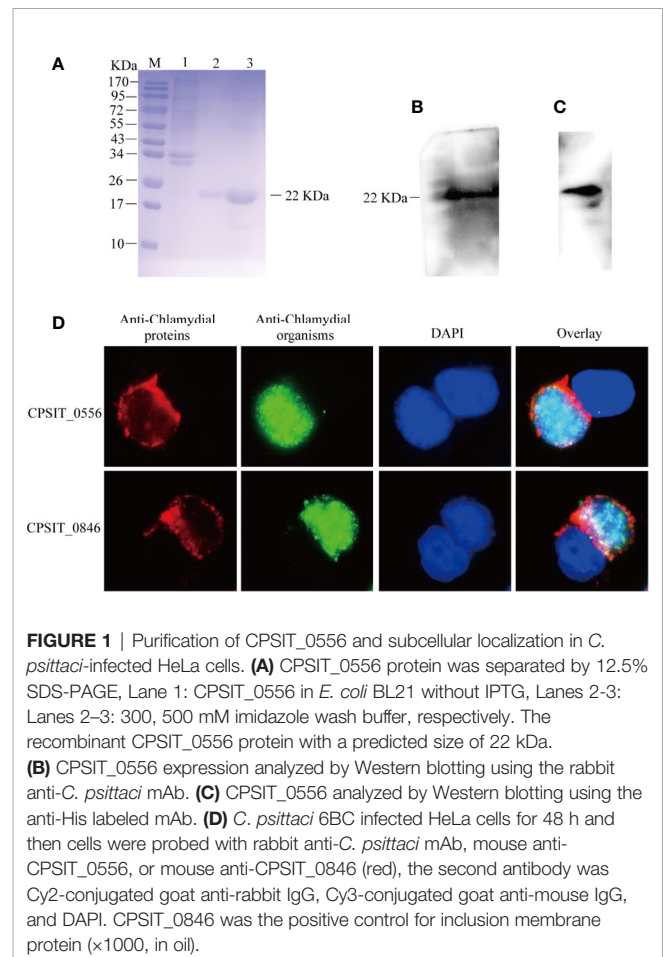 A
KDa M 1 2 3
170
95
72
55
43
34
26
17
10
22 KDa
B
22 KDa
C
D
Anti-Chlamydial proteins
Anti-Chlamydial organisms
DAPI
Overlay
CPSIT_0556
CPSIT_0846
FIGURE 1 | Purification of CPSIT_0556 and subcellular localization in C.
psittaci-infected HeLa cells. (A) CPSIT_0556 protein was separated by 12.5%
SDS-PAGE, Lane 1: CPSIT_0556 in E. coli BL21 without IPTG, Lanes 2-3:
Lanes 2–3: 300, 500 mM imidazole wash buffer, respectively. The
recombinant CPSIT_0556 protein with a predicted size of 22 kDa.
(B) CPSIT_0556 expression analyzed by Western blotting using the rabbit
anti-C. psittaci mAb. (C) CPSIT_0556 analyzed by Western blotting using the
anti-His labeled mAb. (D) C. psittaci 6BC infected HeLa cells for 48 h and
then cells were probed with rabbit anti-C. psittaci mAb, mouse anti-
CPSIT_0556, or mouse anti-CPSIT_0846 (red), the second antibody was
Cy2-conjugated goat anti-rabbit IgG, Cy3-conjugated goat anti-mouse IgG,
and DAPI. CPSIT_0846 was the positive control for inclusion membrane
protein (×1000, in oil).